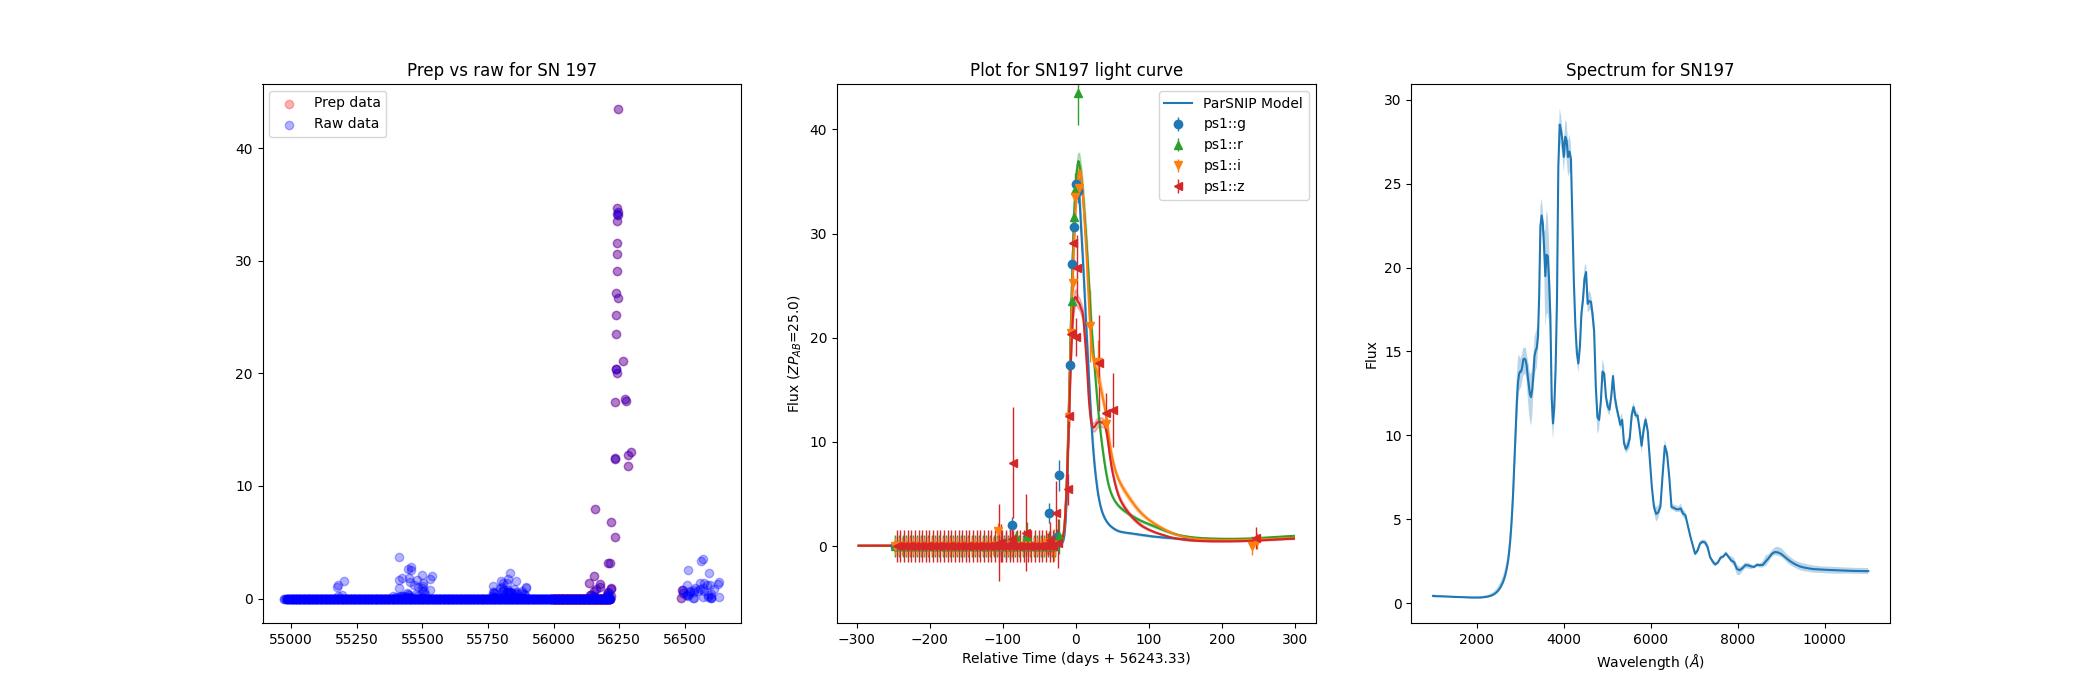 Prep vs raw for SN 197
Prep data
Raw data
40
30
20
10
0
55000 55250 55500 55750 56000 56250 56500
Plot for SN197 light curve
ParSNIP Model
ps1::g
ps1::r
ps1::i
ps1::z
Flux (ZP_AB=25.0)
40
30
20
10
0
−300 −200 −100 0 100 200 300
Relative Time (days + 56243.33)
Spectrum for SN197
Flux
30
25
20
15
10
5
0
2000 4000 6000 8000 10000
Wavelength (Å)